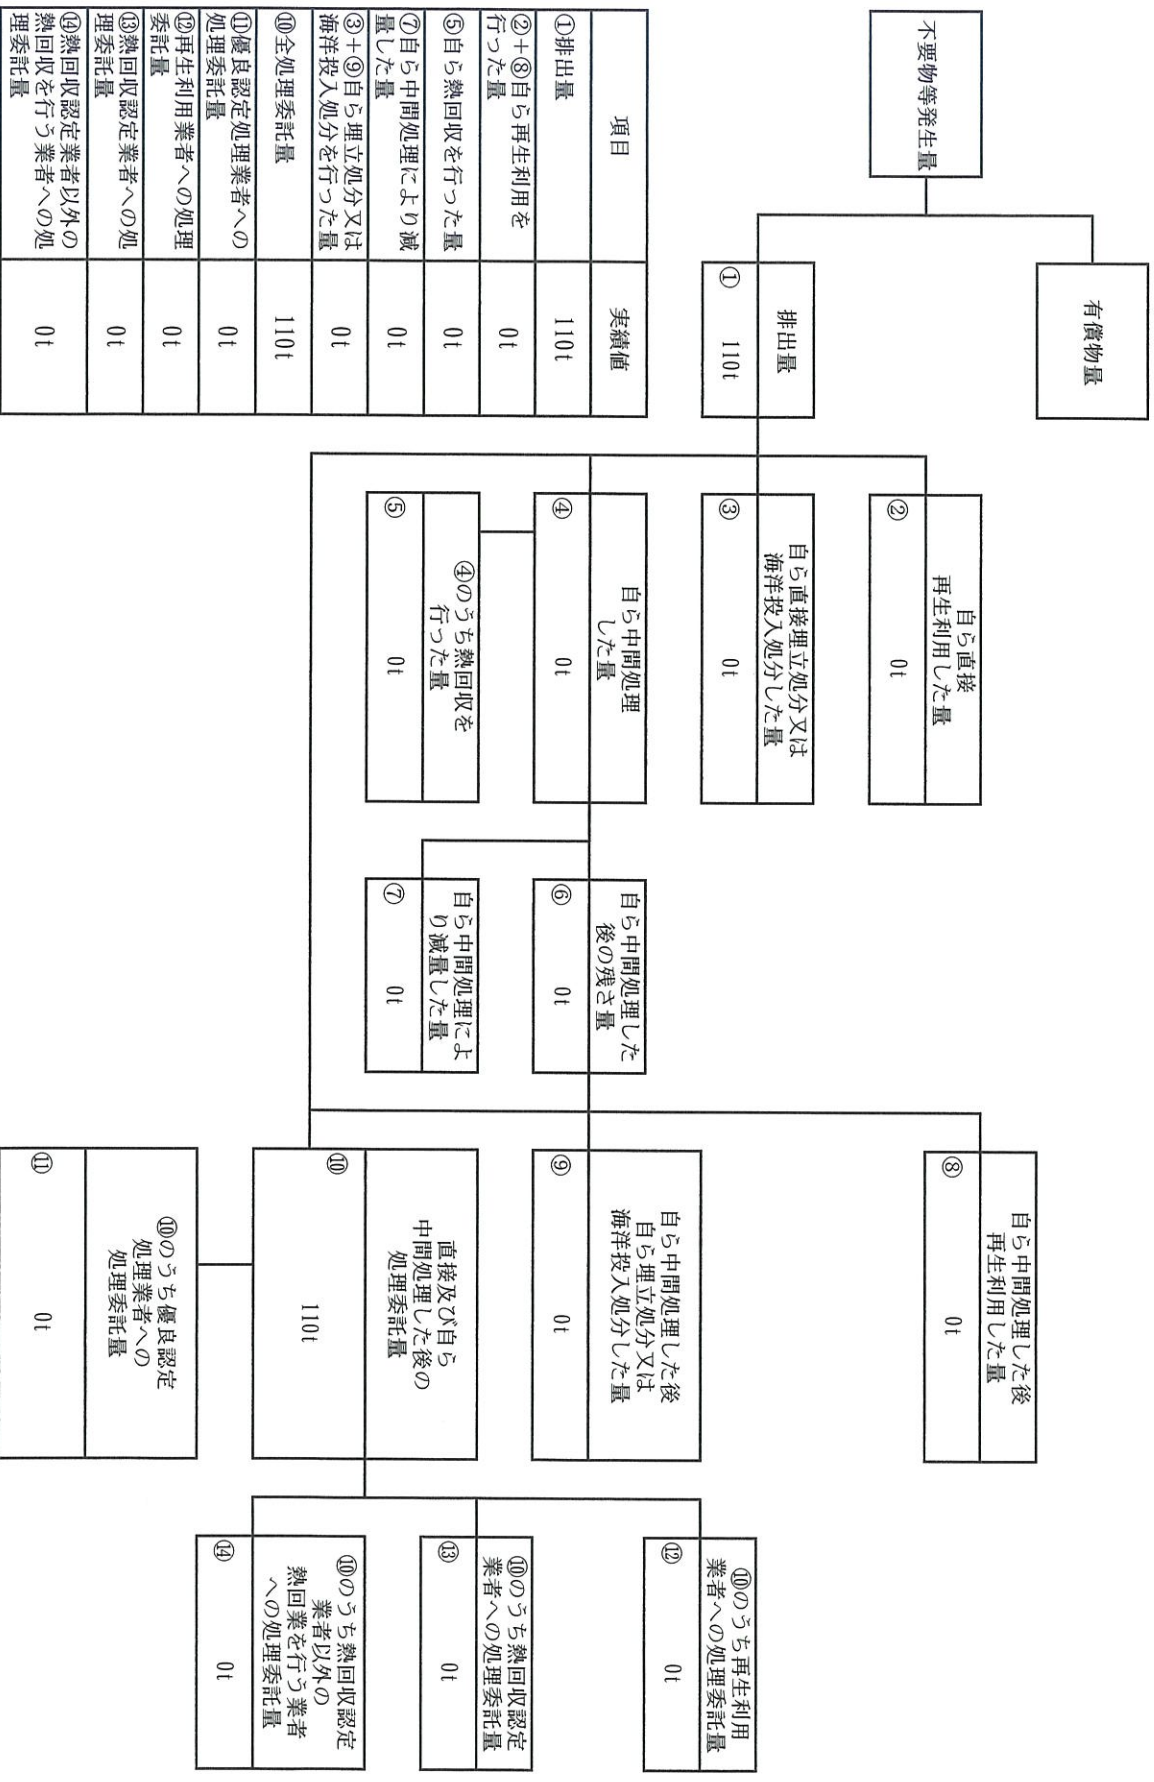 不要物等発生量
有償物量
排出量
① 110t
自ら直接
再生利用した量
② 0t
自ら直接埋立処分又は
海洋投入処分した量
③ 0t
自ら中間処理
した量
④ 0t
④のうち熱回収を
行った量
⑤ 0t
自ら中間処理した
後の残さ量
⑥ 0t
自ら中間処理によ
り減量した量
⑦ 0t
自ら中間処理した後
再生利用した量
⑧ 0t
自ら中間処理した後
自ら埋立処分又は
海洋投入処分した量
⑨ 0t
直接及び自ら
中間処理した後の
処理委託量
⑩ 110t
⑩のうち優良認定
処理業者への
処理委託量
⑪ 0t
⑩のうち再生利用
業者への処理委託量
⑫ 0t
⑩のうち熱回収認定
業者への処理委託量
⑬ 0t
⑩のうち熱回収認定
業者以外の
熱回業を行う業者
への処理委託量
⑭ 0t
項目 実績値
①排出量 110t
②+⑧自ら再生利用を
行った量 0t
⑤自ら熱回収を行った量 0t
⑦自ら中間処理により減
量した量 0t
③+⑨自ら埋立処分又は
海洋投入処分を行った量 0t
⑩全処理委託量 110t
⑪優良認定処理業者への
処理委託量 0t
⑫再生利用業者への処理
委託量 0t
⑬熱回収認定業者への処
理委託量 0t
⑭熱回収認定業者以外の
熱回収を行う業者への処
理委託量 0t